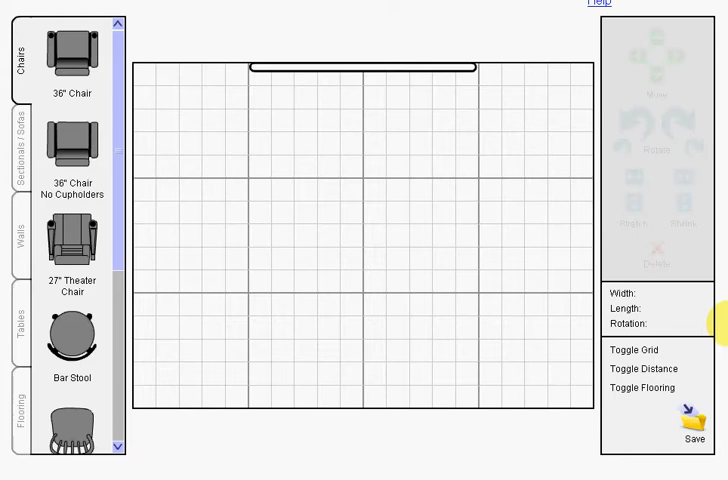 Help
Chairs
36" Chair
Sectionals / Sofas
36" Chair
No Cupholders
Walls
27" Theater
Chair
Tables
Bar Stool
Flooring
Move
Rotate
Delete
Width:
Length:
Rotation:
Toggle Grid
Toggle Distance
Toggle Flooring
Save